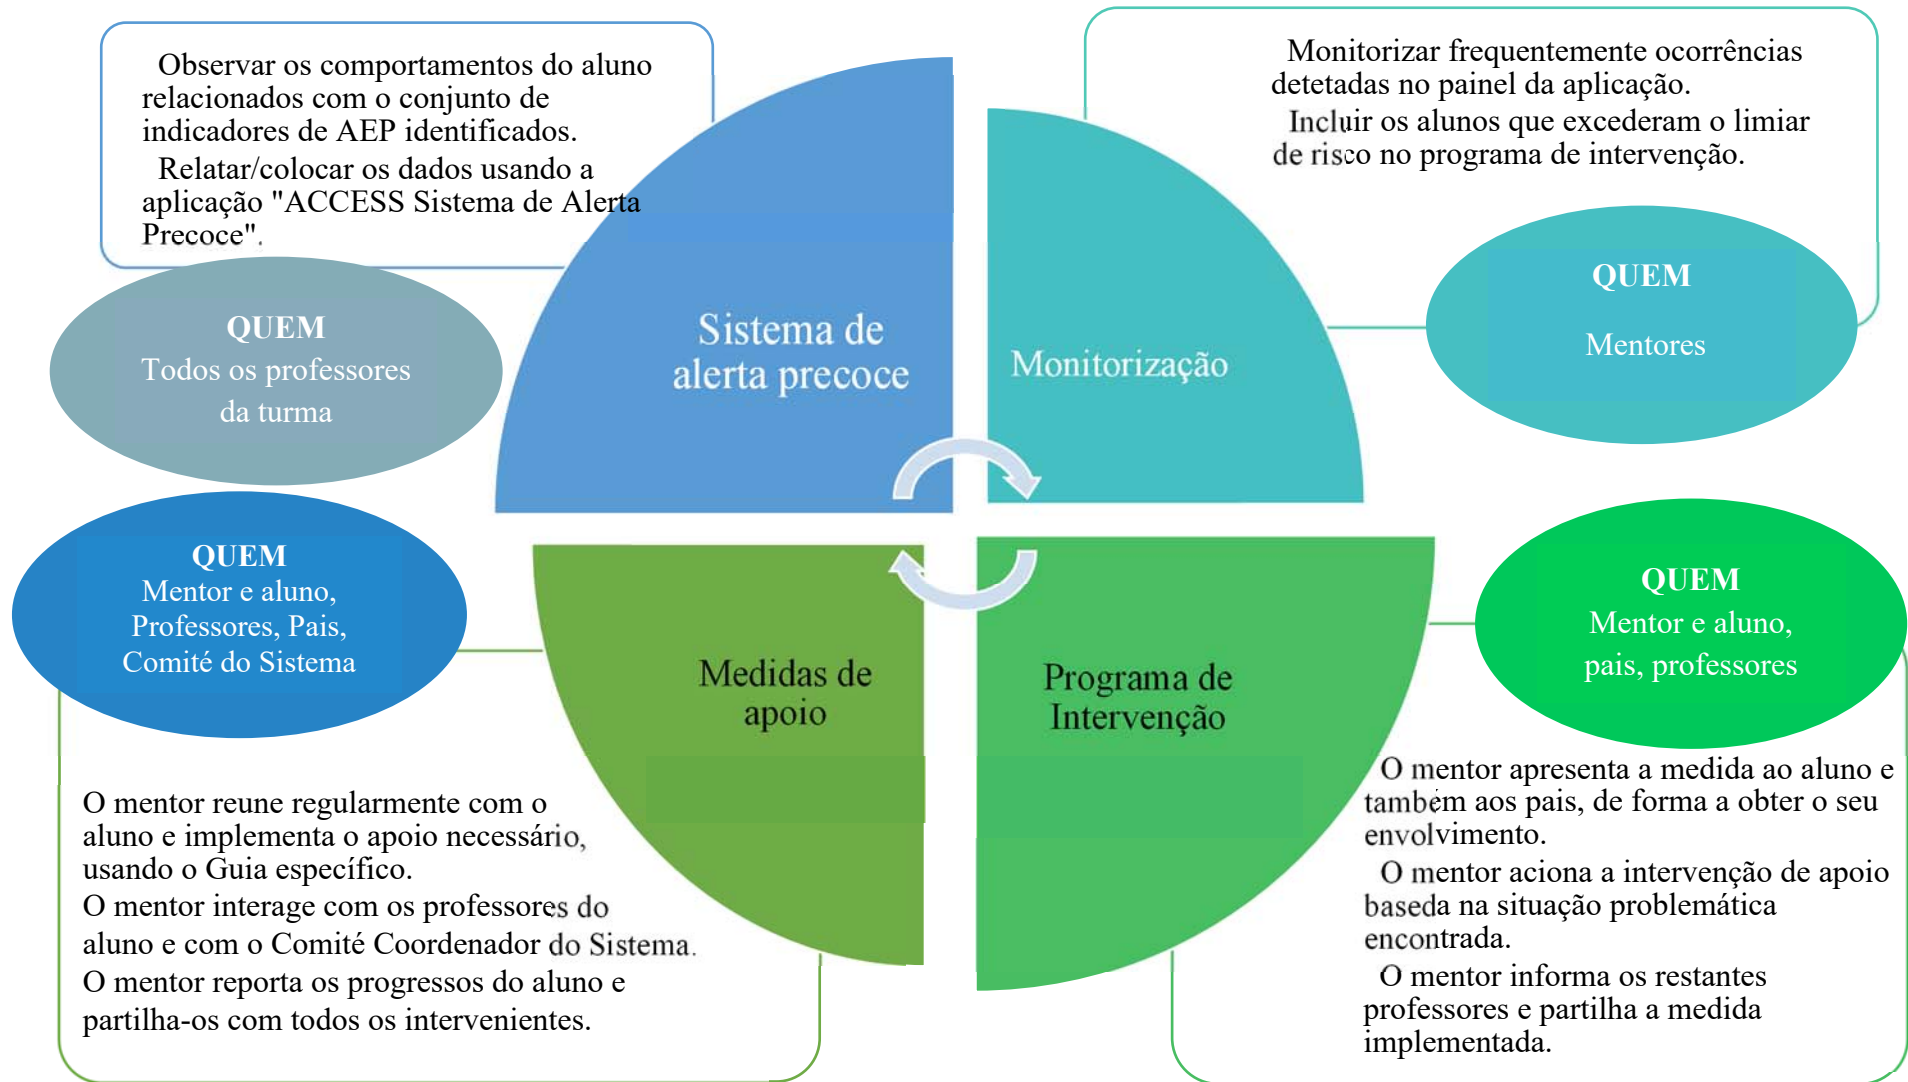 Observar os comportamentos do aluno
relacionados com o conjunto de
indicadores de AEP identificados.
Relatar/colocar os dados usando a
aplicação "ACCESS Sistema de Alerta
Precoce".
QUEM
Todos os professores
da turma
Sistema de
alerta precoce
Monitorizar frequentemente ocorrências
detetadas no painel da aplicação.
Incluir os alunos que excederam o limiar
de risco no programa de intervenção.
QUEM
Mentores
Monitorização
QUEM
Mentor e aluno,
Professores, Pais,
Comité do Sistema
Medidas de
apoio
O mentor reune regularmente com o
aluno e implementa o apoio necessário,
usando o Guia específico.
O mentor interage com os professores do
aluno e com o Comité Coordenador do Sistema.
O mentor reporta os progressos do aluno e
partilha-os com todos os intervenientes.
QUEM
Mentor e aluno,
pais, professores
Programa de
Intervenção
O mentor apresenta a medida ao aluno e
também aos pais, de forma a obter o seu
envolvimento.
O mentor aciona a intervenção de apoio
baseda na situação problemática
encontrada.
O mentor informa os restantes
professores e partilha a medida
implementada.